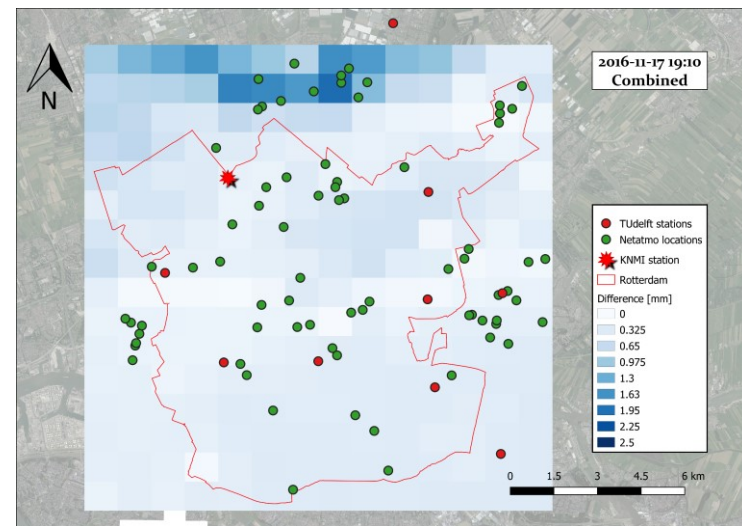 2016-11-17 19:10
Combined
N
TUdelft stations
Netatmo locations
KNMI station
Rotterdam
Difference [mm]
0
0.325
0.65
0.975
1.3
1.63
1.95
2.25
2.5
0 1.5 3 4.5 6 km